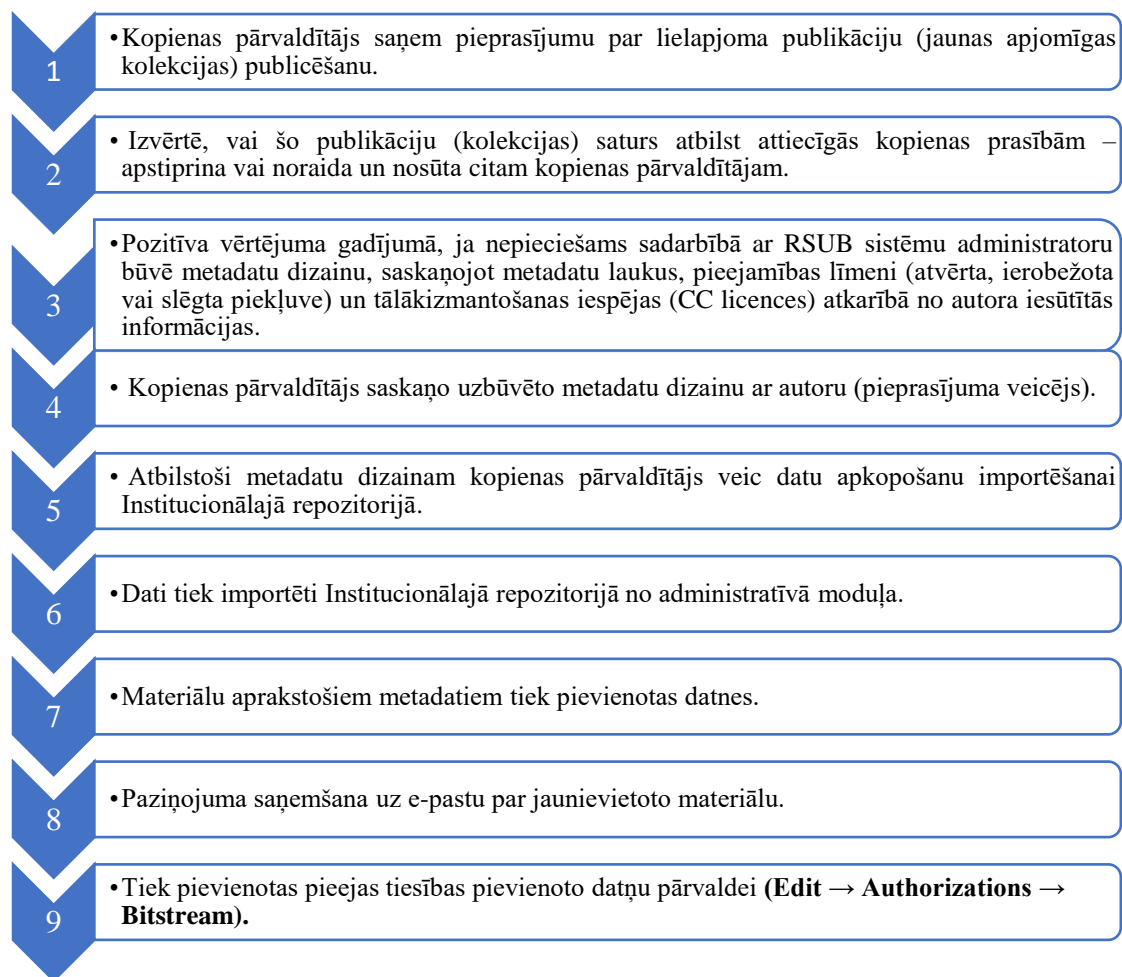 1
•Kopienas pārvaldītājs saņem pieprasījumu par lielapjoma publikāciju (jaunas apjomīgas
kolekcijas) publicēšanu.
2
• Izvērtē, vai šo publikāciju (kolekcijas) saturs atbilst attiecīgās kopienas prasībām –
apstiprina vai noraida un nosūta citam kopienas pārvaldītājam.
3
•Pozitīva vērtējuma gadījumā, ja nepieciešams sadarbībā ar RSUB sistēmu administratoru
būvē metadatu dizainu, saskaņojot metadatu laukus, pieejamības līmeni (atvērta, ierobežota
vai slēgta piekļuve) un tālākizmantošanas iespējas (CC licences) atkarībā no autora iesūtītās
informācijas.
4
• Kopienas pārvaldītājs saskaņo uzbūvēto metadatu dizainu ar autoru (pieprasījuma veicējs).
5
• Atbilstoši metadatu dizainam kopienas pārvaldītājs veic datu apkopošanu importēšanai
Institucionālajā repozitorijā.
6
•Dati tiek importēti Institucionālajā repozitorijā no administratīvā moduļa.
7
•Materiālu aprakstošiem metadatiem tiek pievienotas datnes.
8
•Paziņojuma saņemšana uz e-pastu par jaunievietoto materiālu.
9
•Tiek pievienotas pieejas tiesības pievienoto datņu pārvaldei (Edit → Authorizations →
Bitstream).